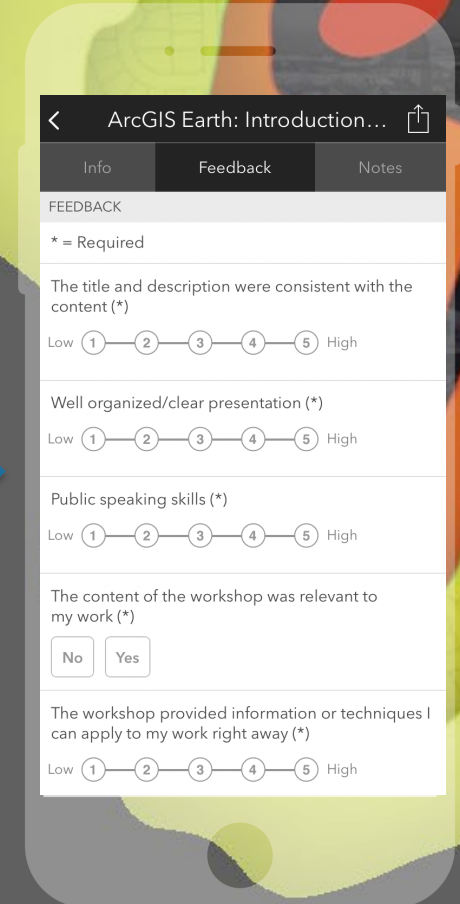 ArcGIS Earth: Introduction...
Info Feedback Notes
FEEDBACK
* = Required
The title and description were consistent with the
content (*)
Low 1 2 3 4 5 High
Well organized/clear presentation (*)
Low 1 2 3 4 5 High
Public speaking skills (*)
Low 1 2 3 4 5 High
The content of the workshop was relevant to
my work (*)
No Yes
The workshop provided information or techniques I
can apply to my work right away (*)
Low 1 2 3 4 5 High